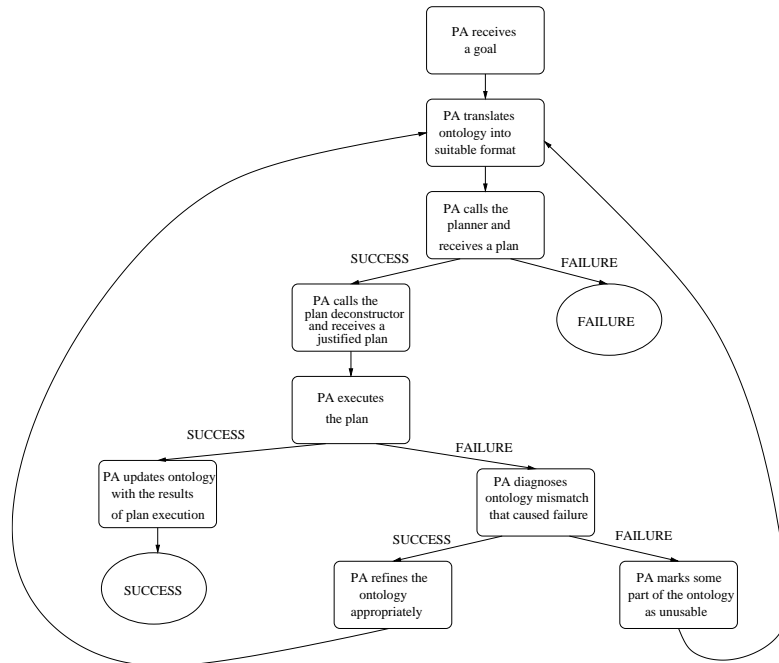 PA receives
a goal
PA translates
ontology into
suitable format
PA calls the
planner and
receives a plan
SUCCESS
FAILURE
PA calls the
plan deconstructor
and receives a
justified plan
FAILURE
PA executes
the plan
SUCCESS
FAILURE
PA updates ontology
with the results
of plan execution
PA diagnoses
ontology mismatch
that caused failure
SUCCESS
FAILURE
SUCCESS
PA refines the
ontology
appropriately
PA marks some
part of the ontology
as unusable